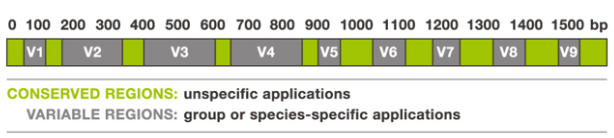 0 100 200 300 400 500 600 700 800 900 1000 1100 1200 1300 1400 1500 bp
V1 V2 V3 V4 V5 V6 V7 V8 V9
CONSERVED REGIONS: unspecific applications
VARIABLE REGIONS: group or species-specific applications